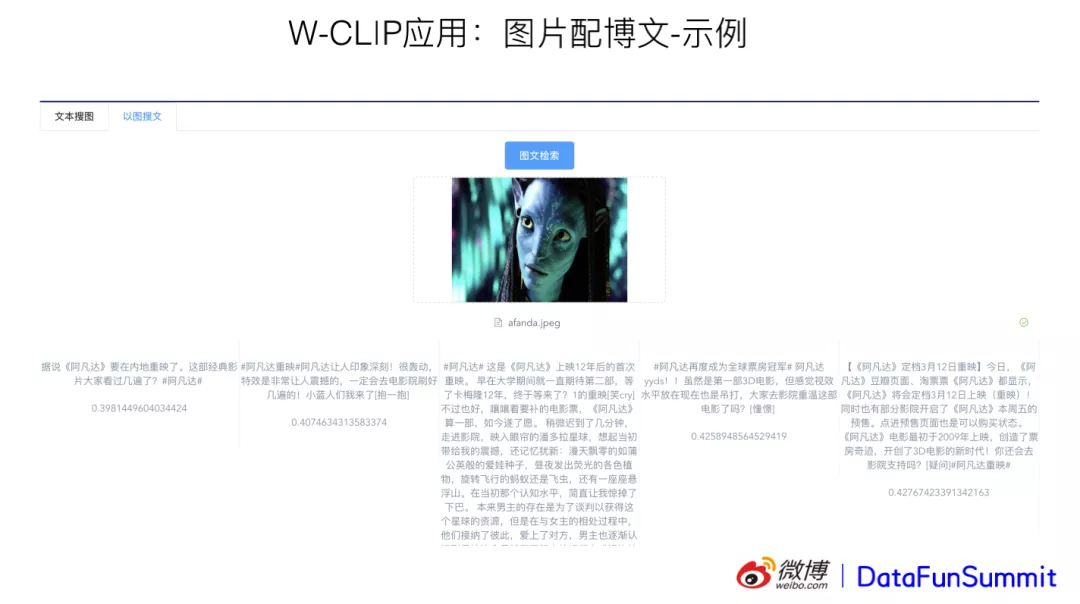 W-CLIP应用：图片配博文-示例
文本搜图
以图搜文
图文检索
afanda.jpeg
据说《阿凡达》要在内地重映了，这部经典影
片大家看过几遍了？#阿凡达#
0.3981449604034424
#阿凡达重映#阿凡达让人印象深刻！很轰动，
特效是非常让人震撼的，一定会去电影院刷好
几遍的！小蓝人们我来了[抱一抱]
0.4074634313583374
#阿凡达# 这是《阿凡达》上映12年后的首次
重映。 早在大学期间就一直期待第二部，等
了卡梅隆12年，终于等来了？1的重映[笑cry]
不过也好，嚷嚷着要补的电影票，《阿凡达》
算一部，如今遂了愿。 稍微迟到了几分钟，
走进影院，映入眼帘的潘多拉星球，想起当初
带给我的震撼，还记忆犹新：漫天飘零的如蒲
公英般的爱娃种子，昼夜发出荧光的各色植
物，旋转飞行的蚂蚁还是飞虫，还有一座座悬
浮山。在当初那个认知水平，简直让我惊掉了
下巴。 本来男主的存在是为了谈判以获得这
个星球的资源，但是在与女主的相处过程中，
他们接纳了彼此，爱上了对方，男主也逐渐认
#阿凡达再度成为全球票房冠军# 阿凡达
yyds！！虽然是第一部3D电影，但感觉视效
水平放在现在也是吊打，大家去影院重温这部
电影了吗？[憧憬]
0.4258948564529419
【《阿凡达》定档3月12日重映】今日，《阿
凡达》豆瓣页面、淘票票《阿凡达》都显示，
《阿凡达》将会定档3月12日上映（重映）！
同时也有部分影院开启了《阿凡达》本周五的
预售。点进预售页面也是可以购买状态。
《阿凡达》电影最初于2009年上映，创造了票
房奇迹，开创了3D电影的新时代！你还会去
影院支持吗？[疑问]#阿凡达重映#
0.42767423391342163
微博
weibo.com
DataFunSummit